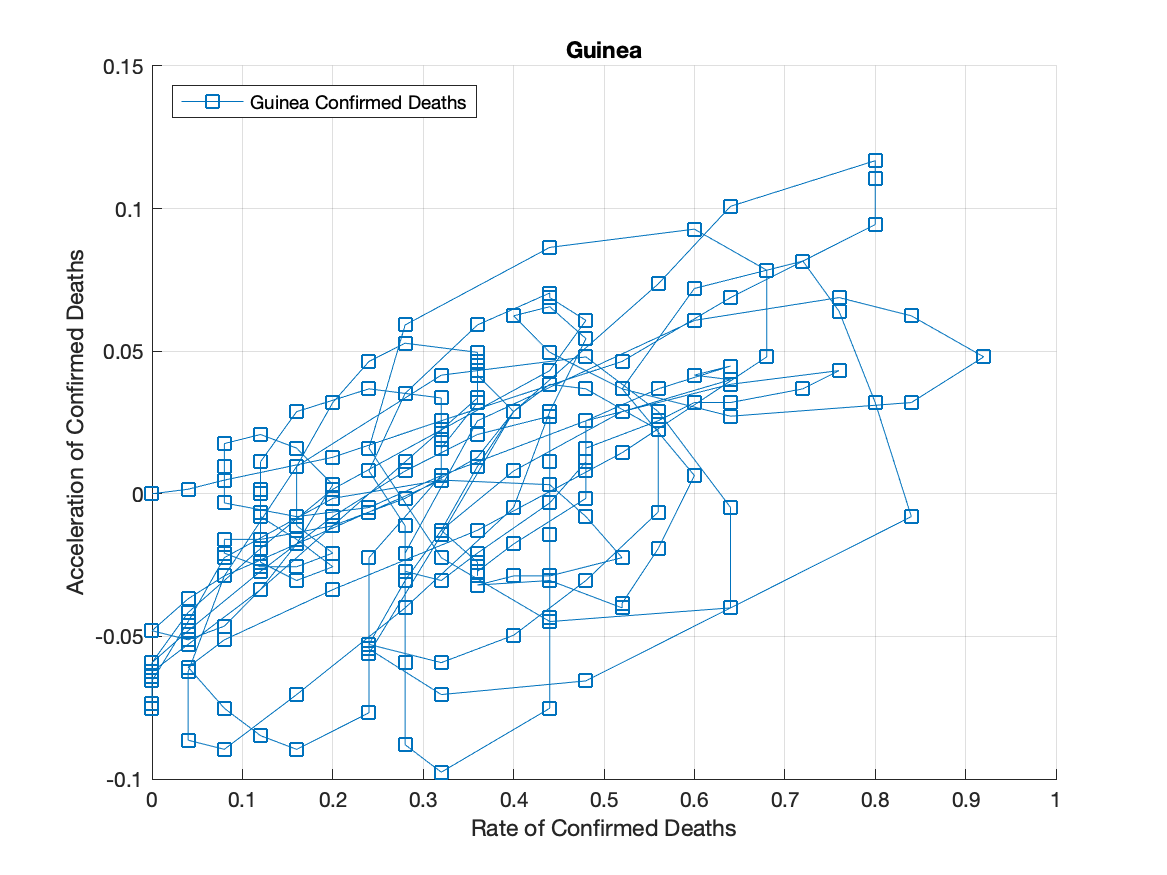 Guinea
Guinea Confirmed Deaths
Acceleration of Confirmed Deaths
0.15
0.1
0.05
0
-0.05
-0.1
0 0.1 0.2 0.3 0.4 0.5 0.6 0.7 0.8 0.9 1
Rate of Confirmed Deaths